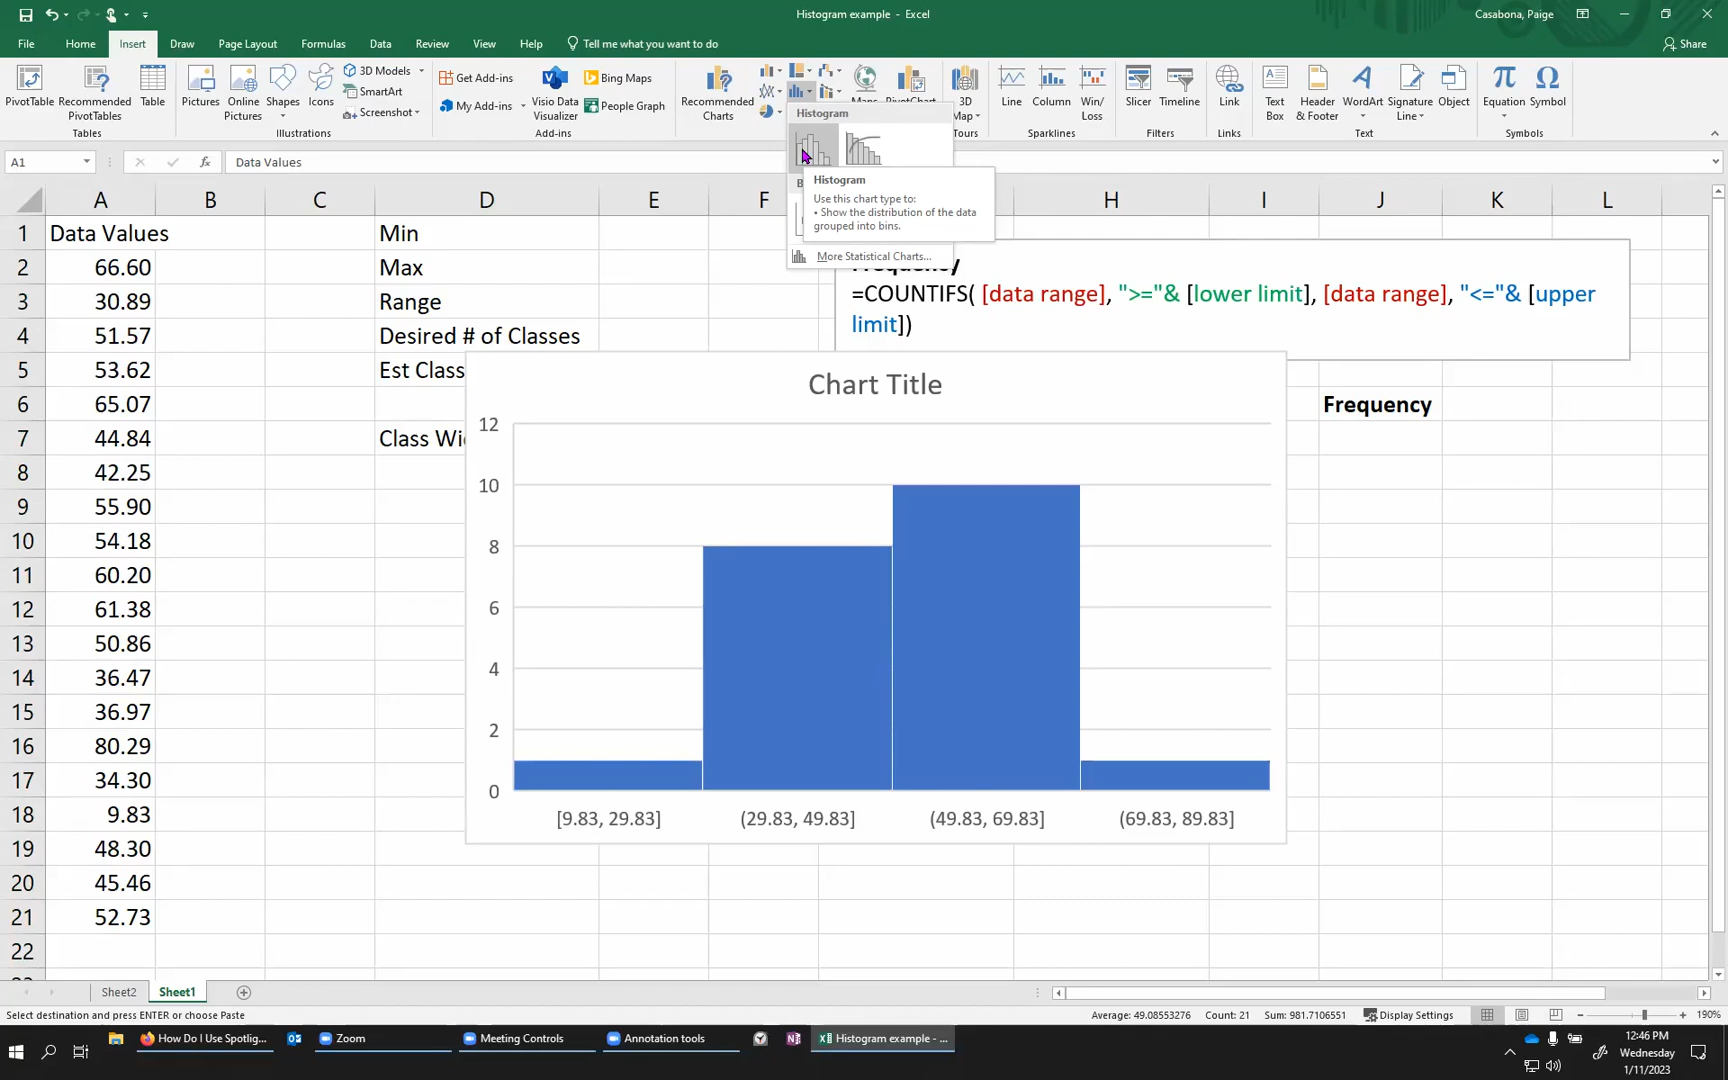 Histogram example - Excel
Casabona, Paige
File Home Insert Draw Page Layout Formulas Data Review View Help Tell me what you want to do Share
PivotTable
Recommended
PivotTables
Table
Tables
Pictures
Online
Pictures
Shapes
Icons
3D Models
SmartArt
Screenshot
Illustrations
Get Add-ins
My Add-ins
Visio Data
Visualizer
Bing Maps
People Graph
Add-ins
Recommended
Charts
Maps
PivotChart
3D
Map
Tours
Line
Column
Win/
Loss
Sparklines
Slicer
Timeline
Filters
Link
Links
Text
Box
Header
& Footer
WordArt
Signature
Line
Object
Text
Equation
Symbol
Symbols
Histogram
Histogram
Use this chart type to:
• Show the distribution of the data
grouped into bins.
More Statistical Charts...
A1 fx Data Values
A B C D E F H I J K L
1 Data Values Min
2 66.60 Max
3 30.89 Range
4 51.57 Desired # of Classes
5 53.62 Est Class
6 65.07 Frequency
7 44.84 Class Wi
8 42.25
9 55.90
10 54.18
11 60.20
12 61.38
13 50.86
14 36.47
15 36.97
16 80.29
17 34.30
18 9.83
19 48.30
20 45.46
21 52.73
22
Frequency
=COUNTIFS( [data range], ">="& [lower limit], [data range], "<="& [upper
limit])
Chart Title
12
10
8
6
4
2
0
[9.83, 29.83] (29.83, 49.83] (49.83, 69.83] (69.83, 89.83]
Sheet2 Sheet1
Select destination and press ENTER or choose Paste
Average: 49.08553276 Count: 21 Sum: 981.7106551 Display Settings 190%
How Do I Use Spotlig... Zoom Meeting Controls Annotation tools Histogram example - ...
12:46 PM
Wednesday
1/11/2023